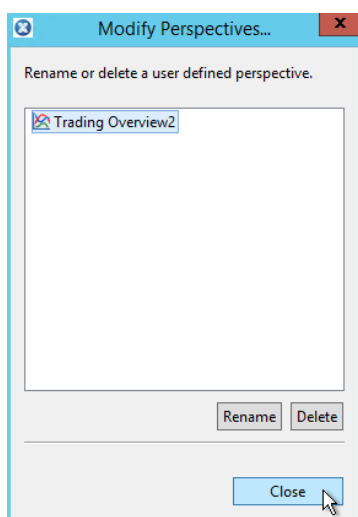 Modify Perspectives...
Rename or delete a user defined perspective.
Trading Overview2
Rename Delete
Close